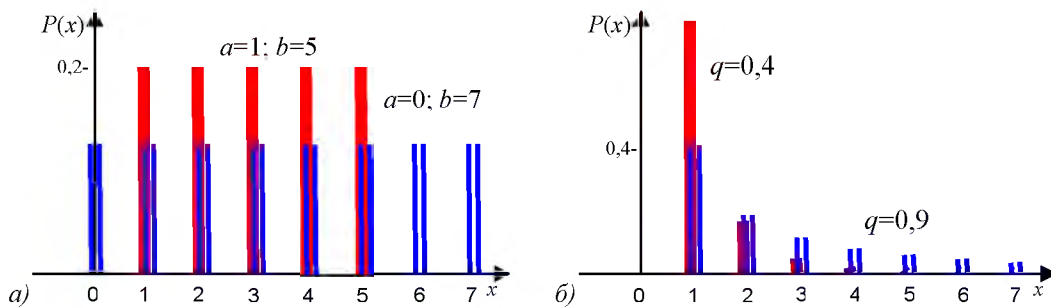 P(x)
a=1; b=5
0,2-
a=0; b=7
а) 0 1 2 3 4 5 6 7 x
P(x)
q=0,4
0,4-
q=0,9
б) 0 1 2 3 4 5 6 7 x